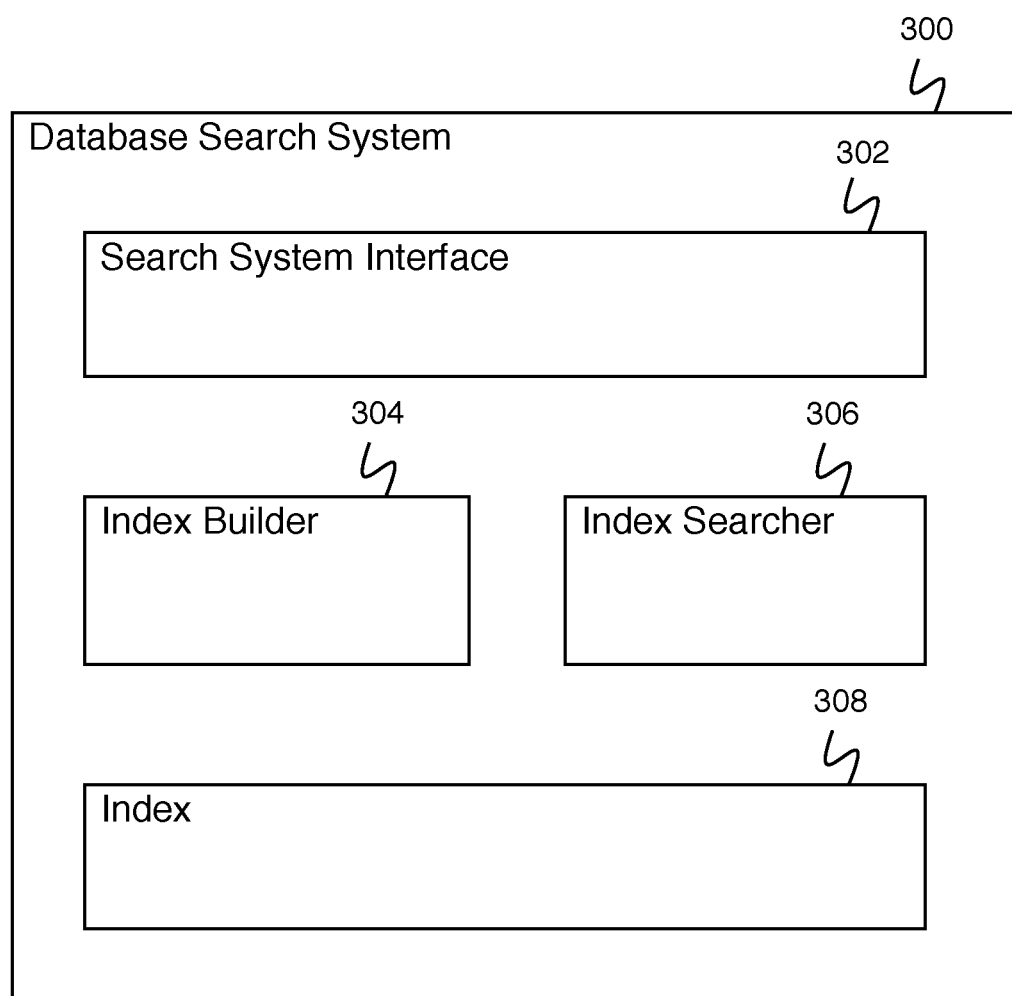 300
Database Search System
302
Search System Interface
304
306
Index Builder
Index Searcher
308
Index